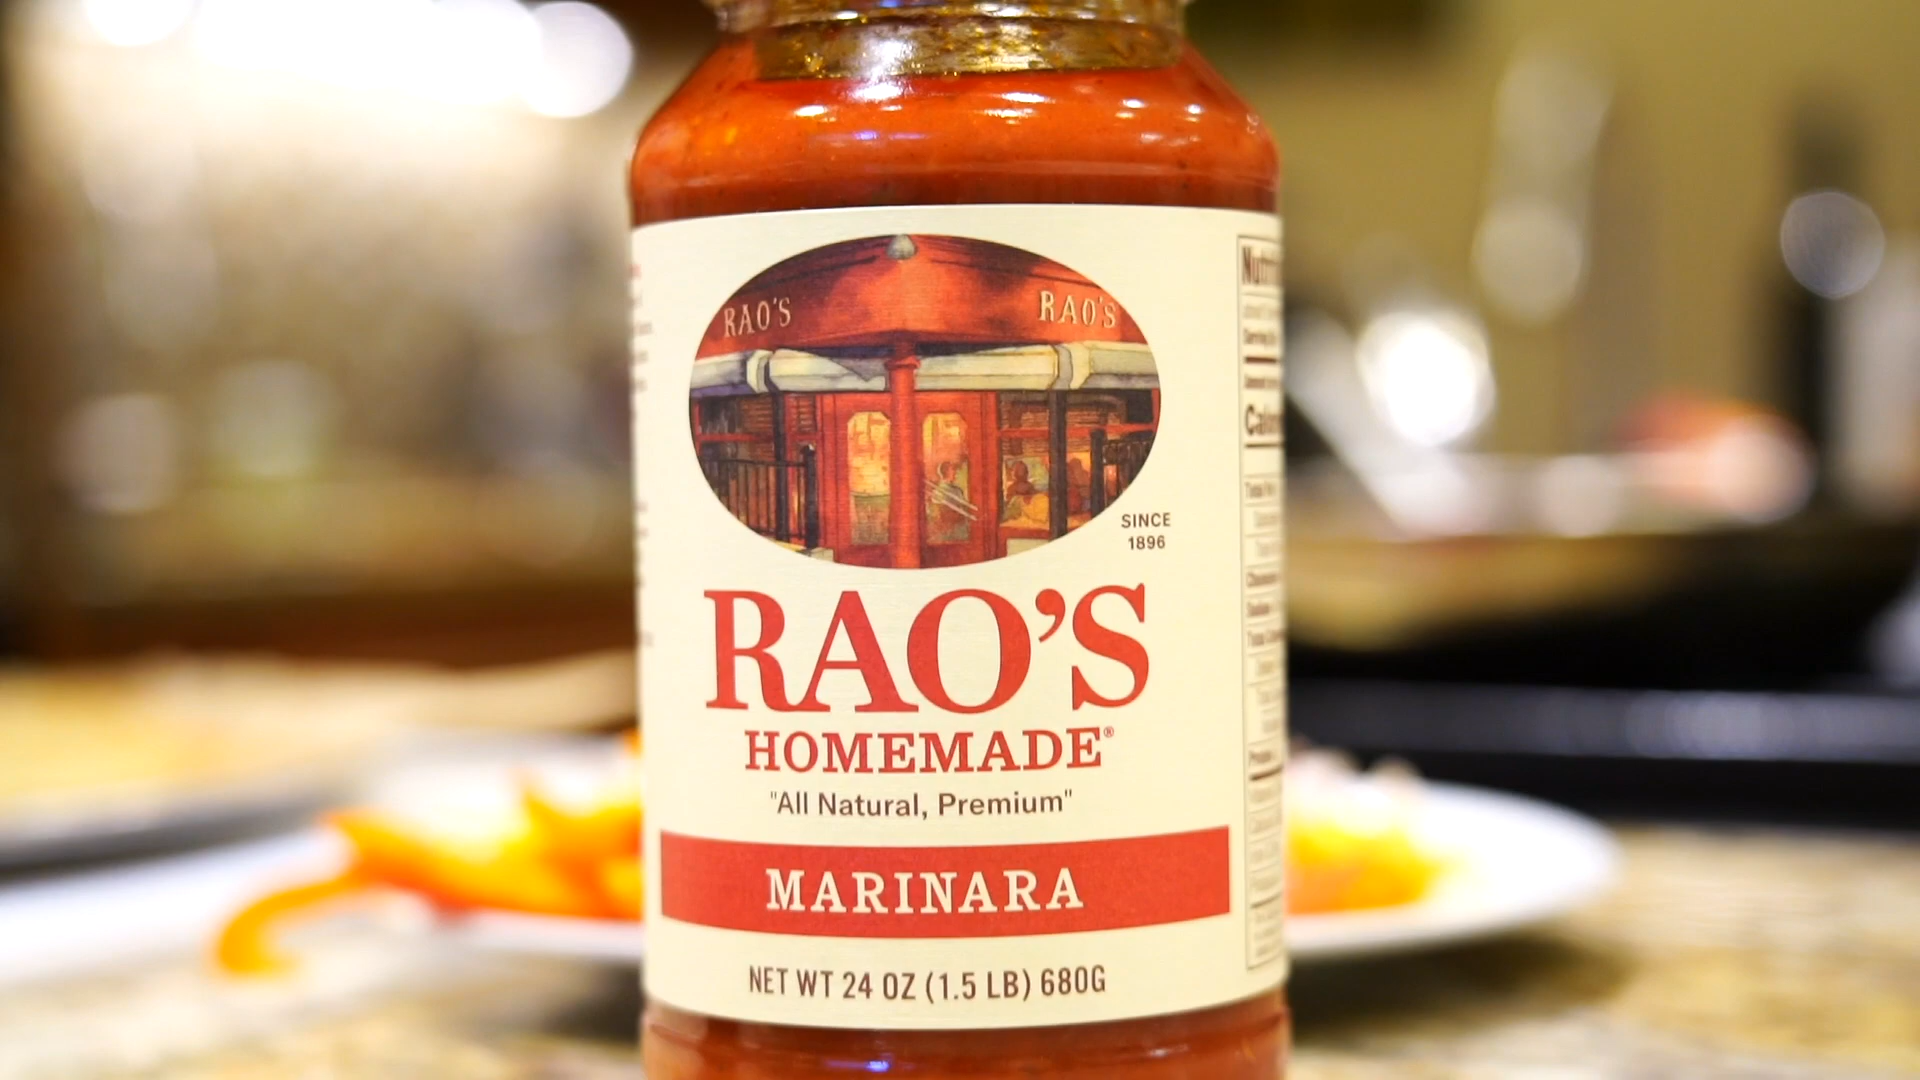 RAO'S RAO'S
SINCE
1896
RAO'S
HOMEMADE®
"All Natural, Premium"
MARINARA
NET WT 24 OZ (1.5 LB) 680G